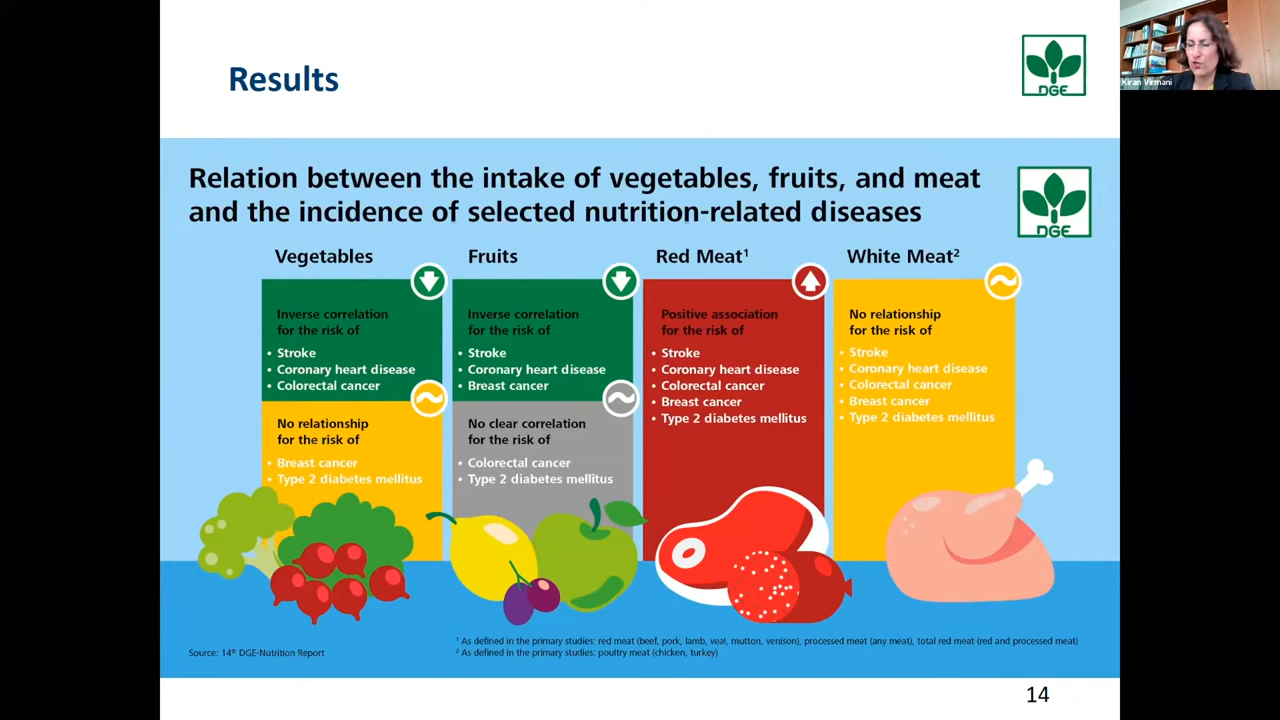 Results
DGE
Kiran Virmani
Relation between the intake of vegetables, fruits, and meat
and the incidence of selected nutrition-related diseases
DGE
Vegetables
Inverse correlation
for the risk of
• Stroke
• Coronary heart disease
• Colorectal cancer
No relationship
for the risk of
• Breast cancer
• Type 2 diabetes mellitus
Fruits
Inverse correlation
for the risk of
• Stroke
• Coronary heart disease
• Breast cancer
No clear correlation
for the risk of
• Colorectal cancer
• Type 2 diabetes mellitus
Red Meat¹
Positive association
for the risk of
• Stroke
• Coronary heart disease
• Colorectal cancer
• Breast cancer
• Type 2 diabetes mellitus
White Meat²
No relationship
for the risk of
• Stroke
• Coronary heart disease
• Colorectal cancer
• Breast cancer
• Type 2 diabetes mellitus
¹ As defined in the primary studies: red meat (beef, pork, lamb, veal, mutton, venison), processed meat (any meat), total red meat (red and processed meat)
² As defined in the primary studies: poultry meat (chicken, turkey)
Source: 14th DGE-Nutrition Report
14